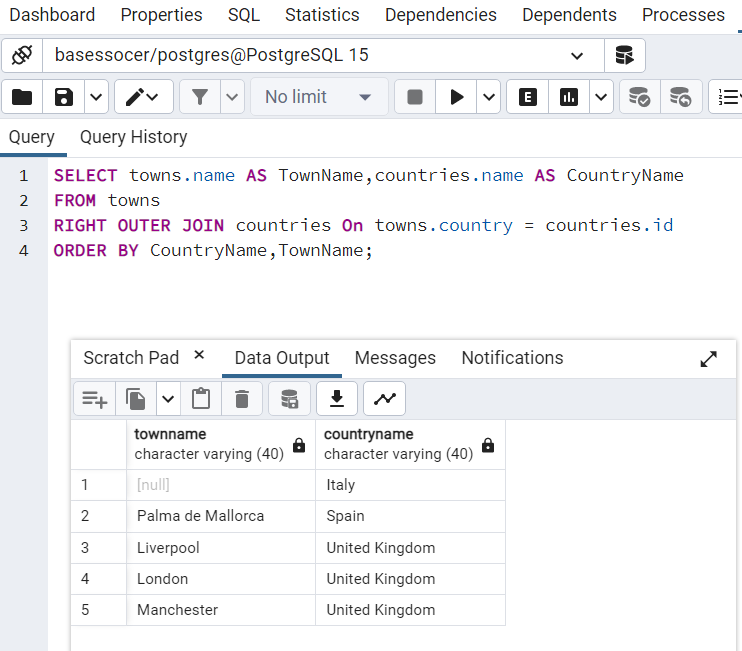 Dashboard Properties SQL Statistics Dependencies Dependents Processes
basessocer/postgres@PostgreSQL 15
No limit E
Query Query History
1 SELECT towns.name AS TownName,countries.name AS CountryName
2 FROM towns
3 RIGHT OUTER JOIN countries On towns.country = countries.id
4 ORDER BY CountryName,TownName;
Scratch Pad × Data Output Messages Notifications
townname countryname
character varying (40) character varying (40)
1 [null] Italy
2 Palma de Mallorca Spain
3 Liverpool United Kingdom
4 London United Kingdom
5 Manchester United Kingdom